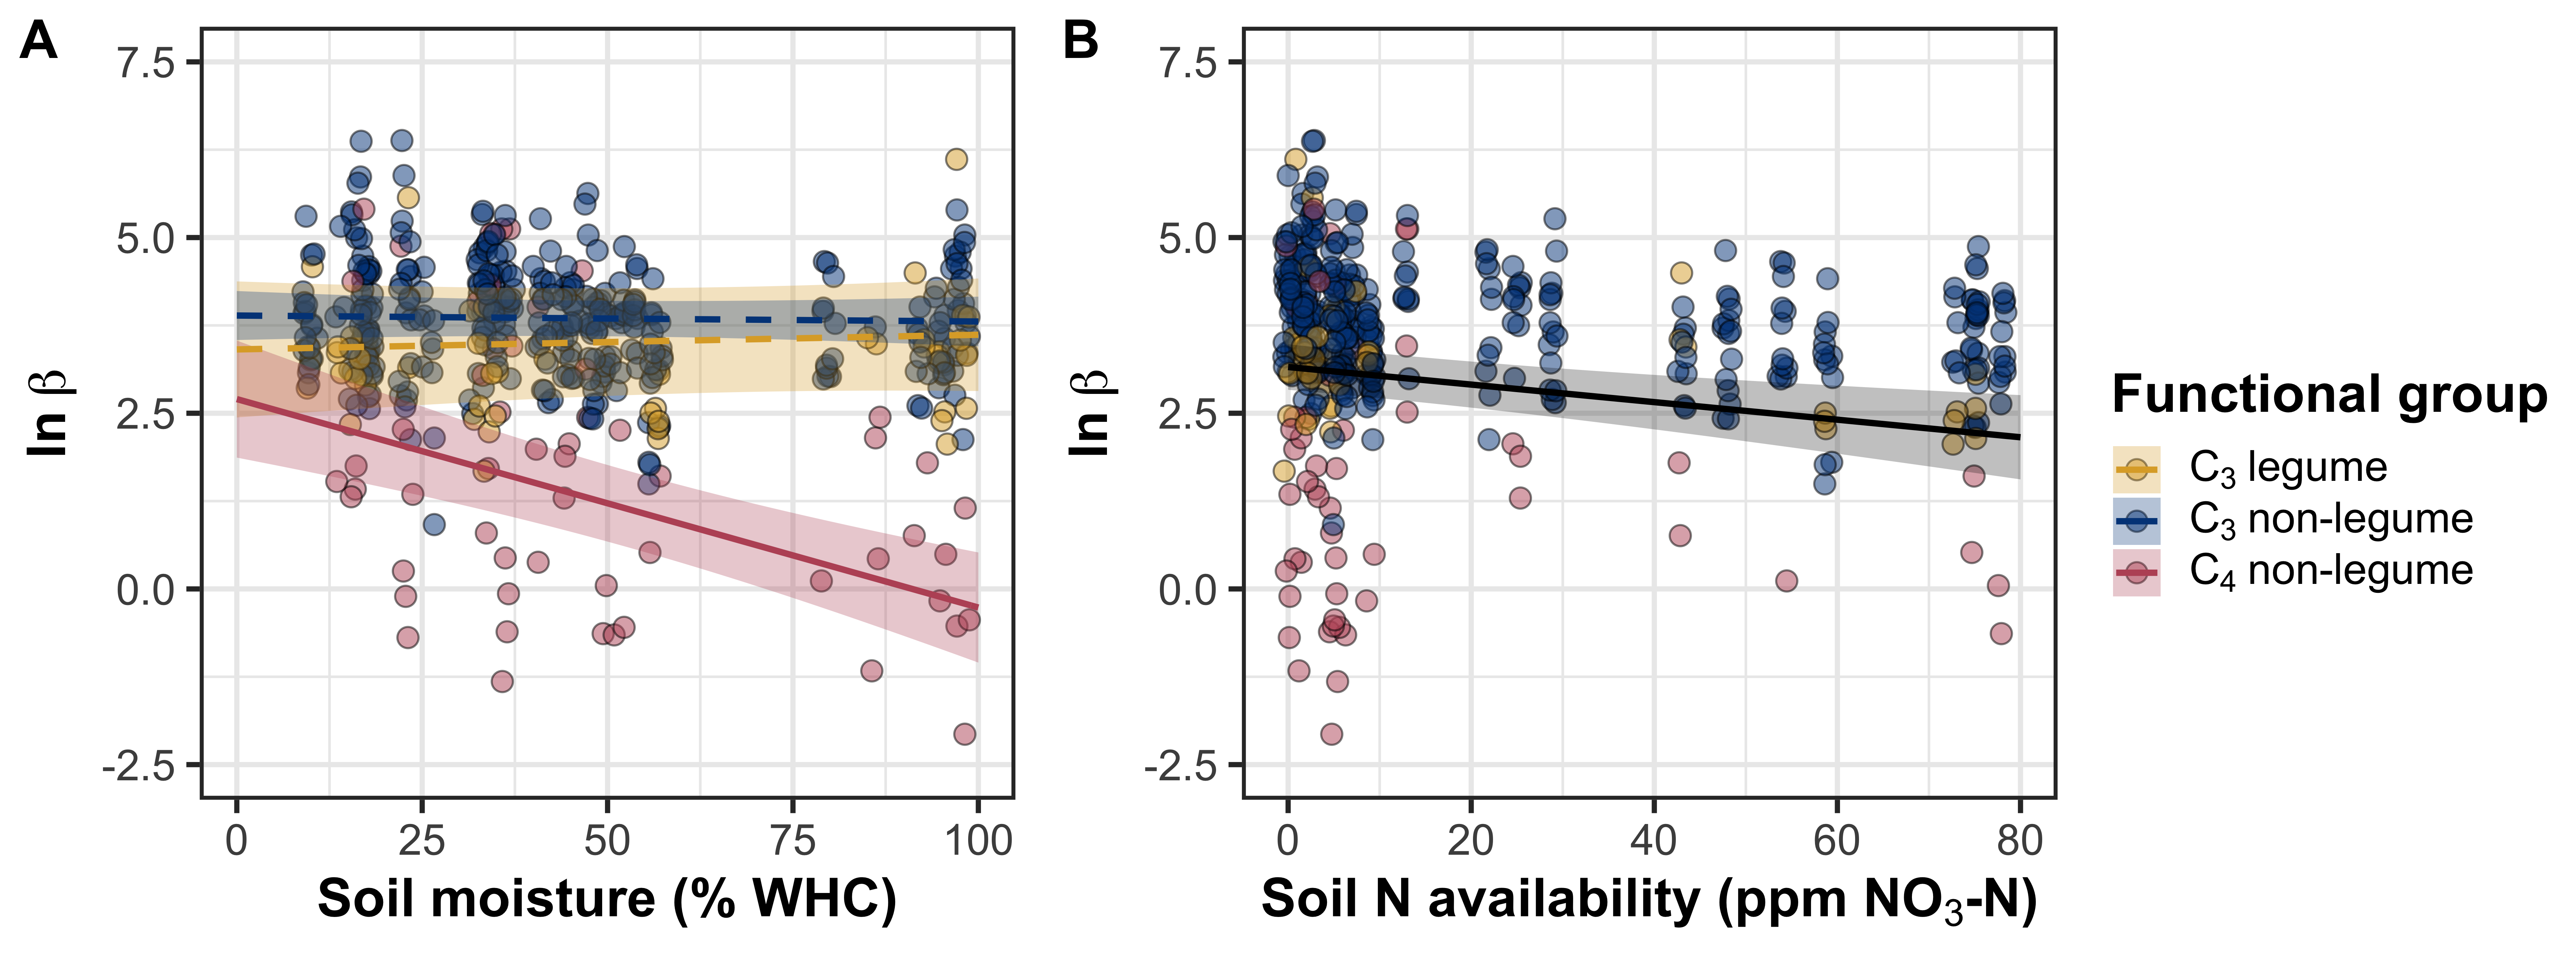 A
B
7.5
5.0
2.5
0.0
-2.5
ln β
0 25 50 75 100
Soil moisture (% WHC)
7.5
5.0
2.5
0.0
-2.5
ln β
0 20 40 60 80
Soil N availability (ppm NO₃-N)
Functional group
C₃ legume
C₃ non-legume
C₄ non-legume